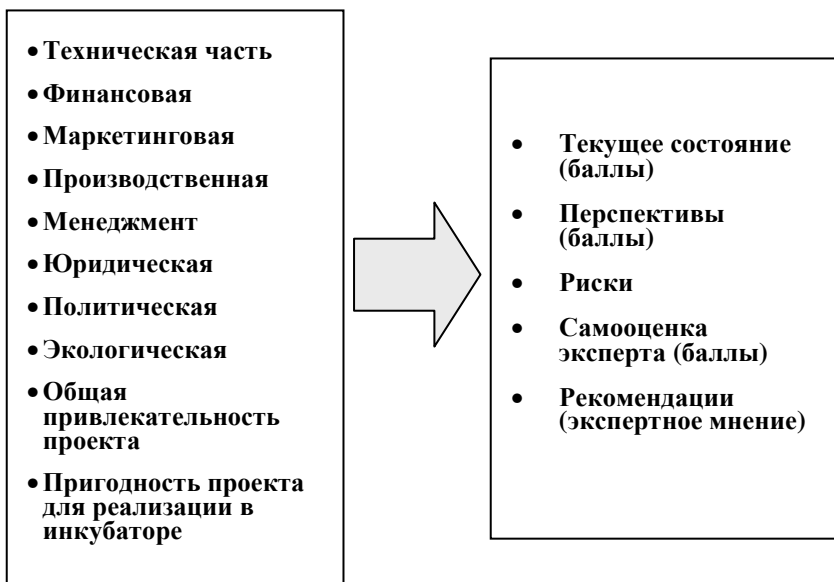 • Техническая часть
• Финансовая
• Маркетинговая
• Производственная
• Менеджмент
• Юридическая
• Политическая
• Экологическая
• Общая
привлекательность
проекта
• Пригодность проекта
для реализации в
инкубаторе
• Текущее состояние
(баллы)
• Перспективы
(баллы)
• Риски
• Самооценка
эксперта (баллы)
• Рекомендации
(экспертное мнение)